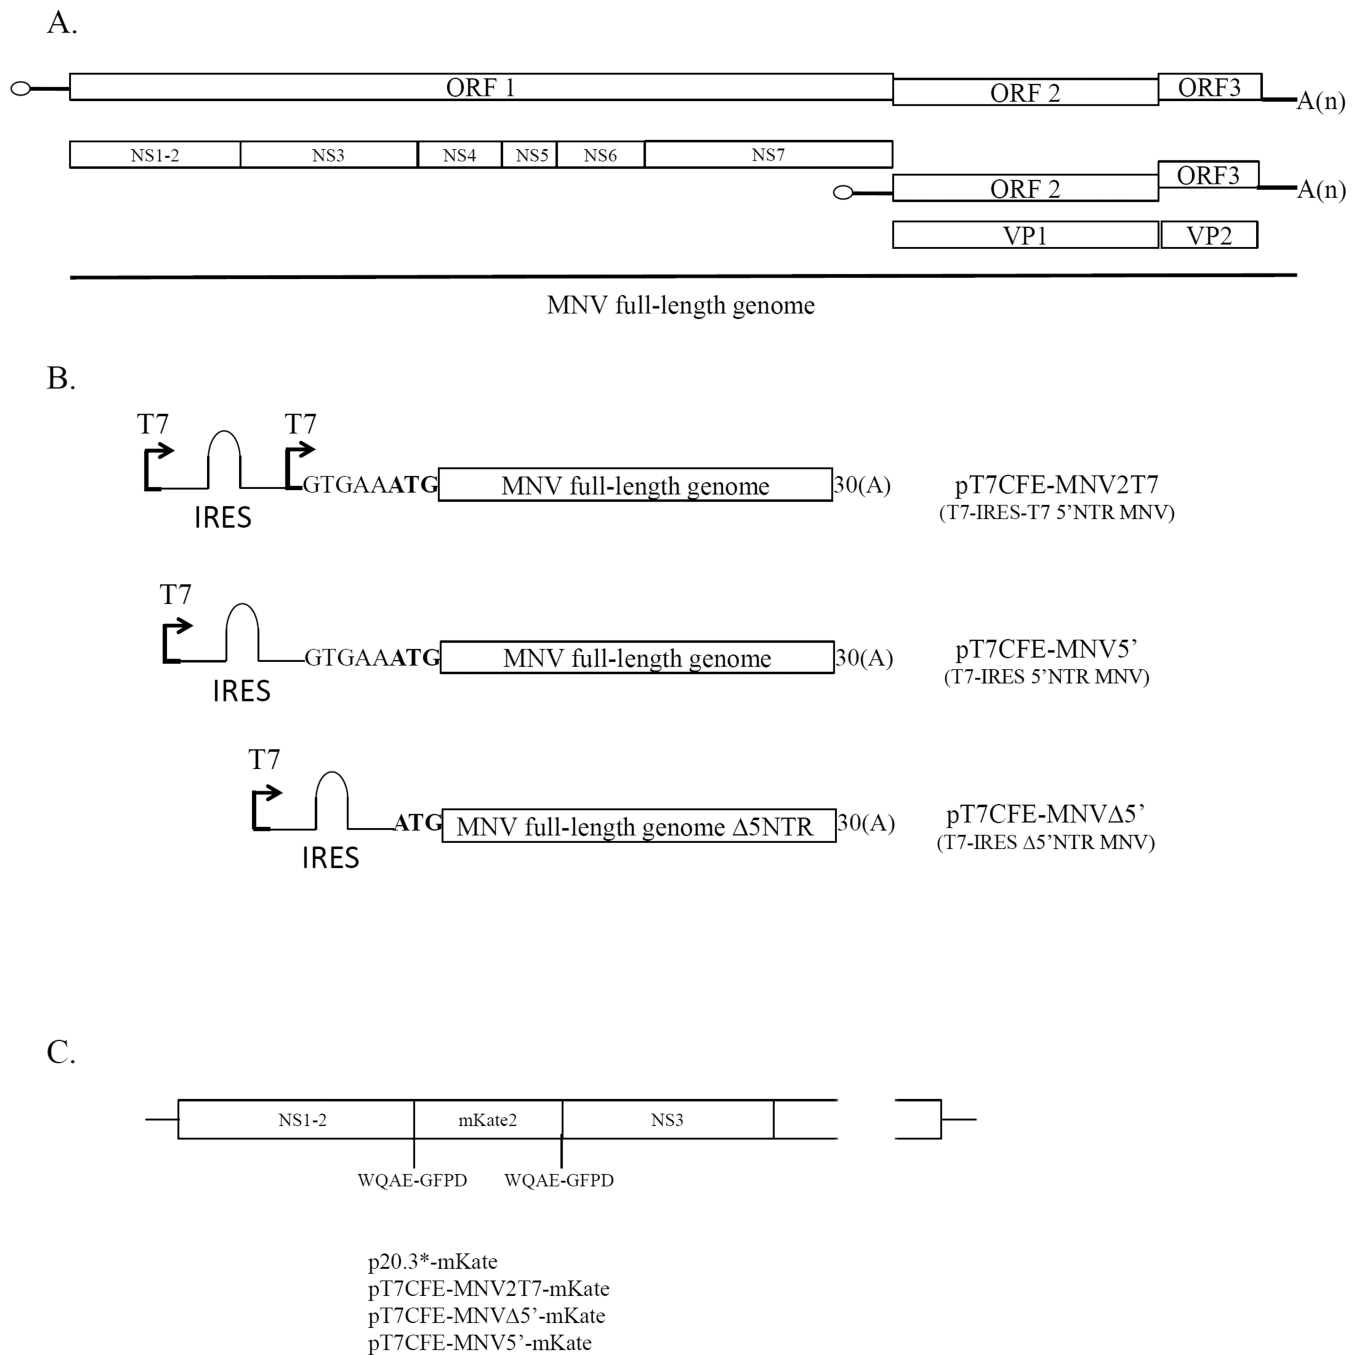 A.
ORF 1
ORF 2
ORF3
A(n)
NS1-2 NS3 NS4 NS5 NS6 NS7
ORF 2
ORF3
A(n)
VP1 VP2
MNV full-length genome
B.
T7 T7
GTGAAATG MNV full-length genome 30(A)
IRES
pT7CFE-MNV2T7
(T7-IRES-T7 5’NTR MNV)
T7
GTGAAATG MNV full-length genome 30(A)
IRES
pT7CFE-MNV5’
(T7-IRES 5’NTR MNV)
T7
ATG MNV full-length genome Δ5NTR 30(A)
IRES
pT7CFE-MNVΔ5’
(T7-IRES Δ5’NTR MNV)
C.
NS1-2 mKate2 NS3
WQAE-GFPD WQAE-GFPD
p20.3*-mKate
pT7CFE-MNV2T7-mKate
pT7CFE-MNVΔ5’-mKate
pT7CFE-MNV5’-mKate